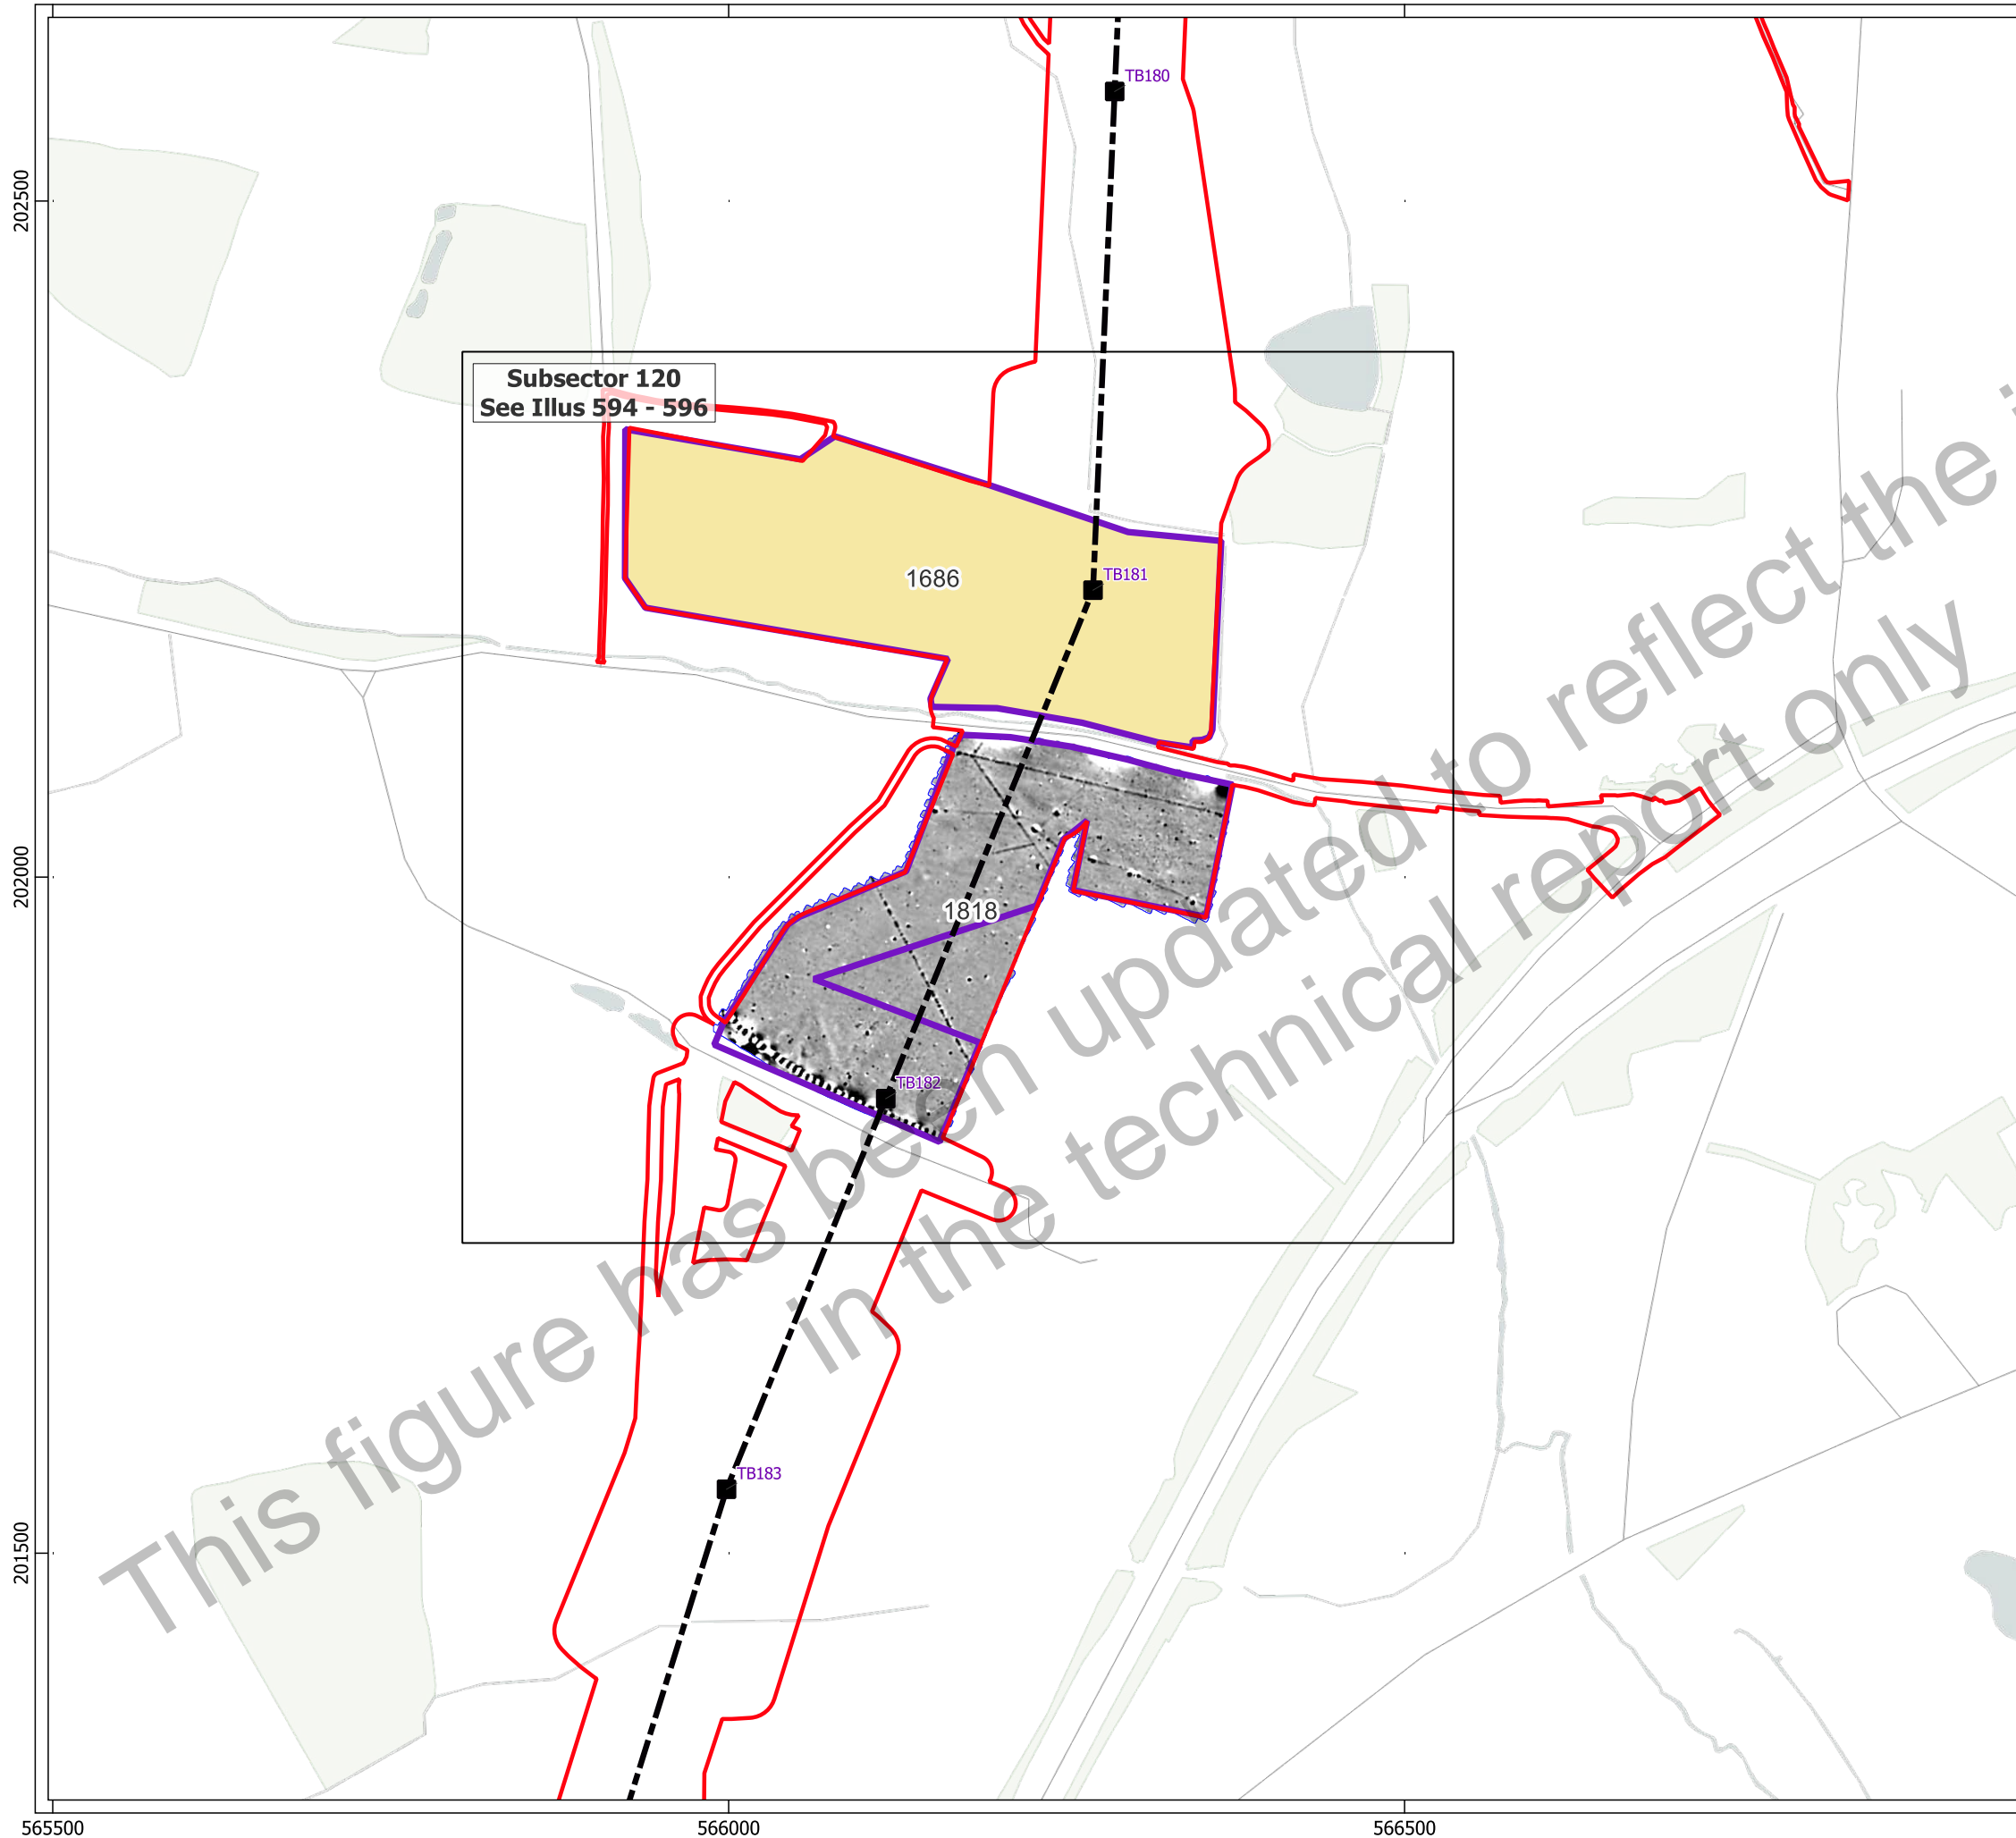 TB180
202500
Subsector 120
See Illus 594 - 596
1686
TB181
202000
1818
TB182
TB183
201500
This figure has been updated to reflect the
in the technical report only
565500
566000
566500